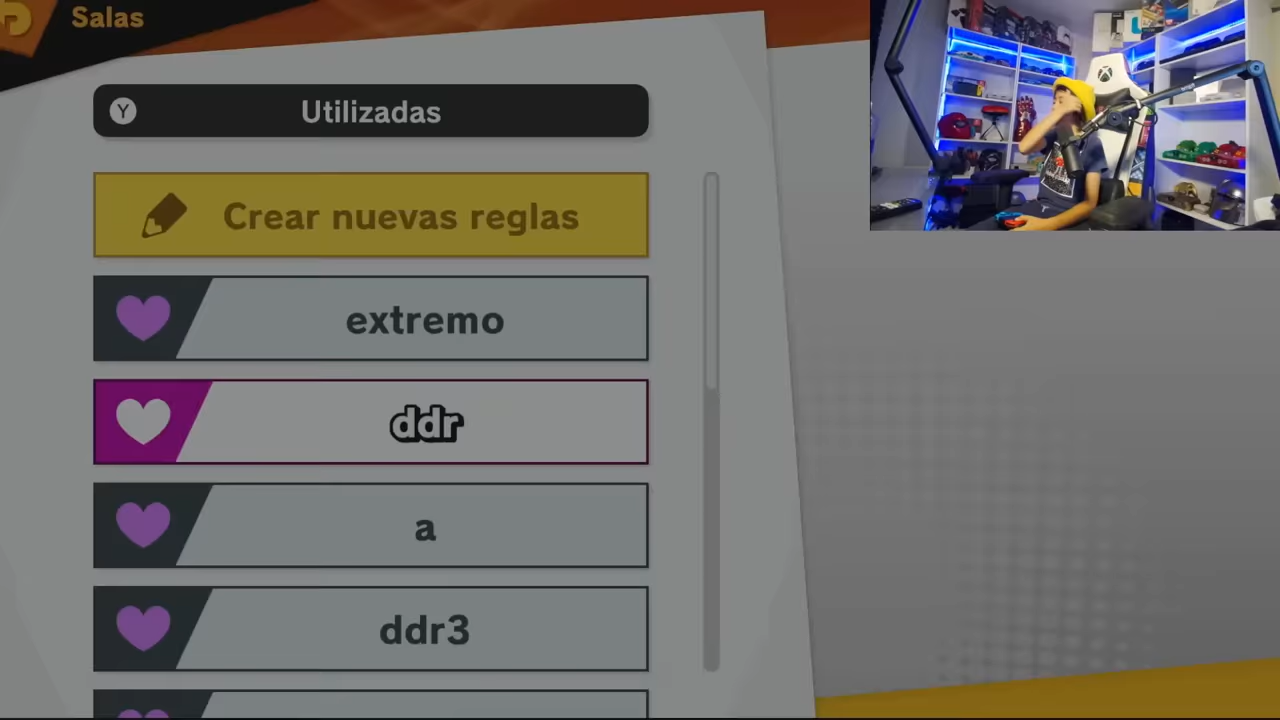 Salas
Y
Utilizadas
Crear nuevas reglas
extremo
ddr
a
ddr3